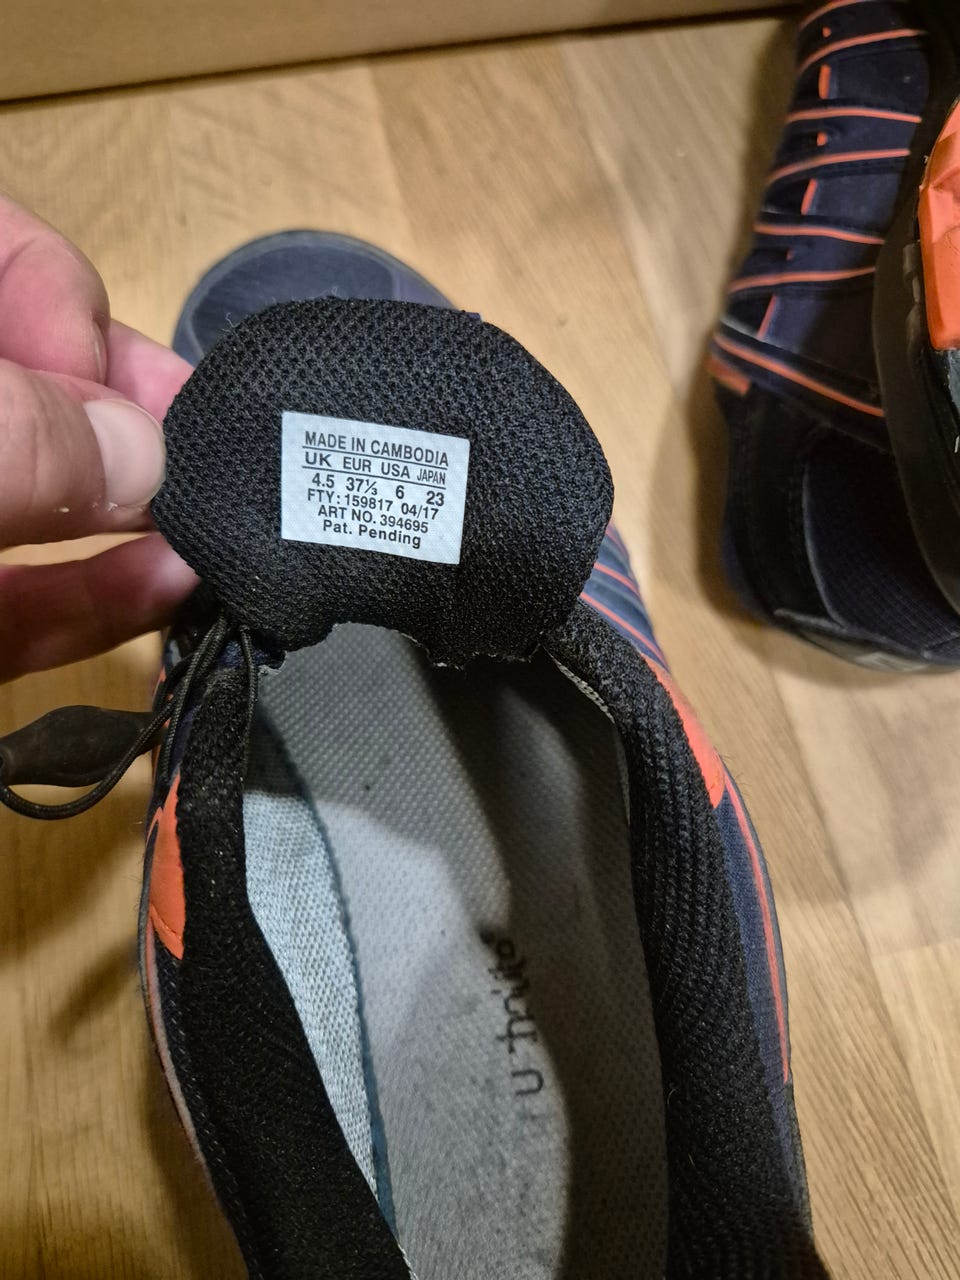 MADE IN CAMBODIA
UK EUR USA JAPAN
4.5 37⅓ 6 23
FTY: 159817 04/17
ART NO. 394695
Pat. Pending